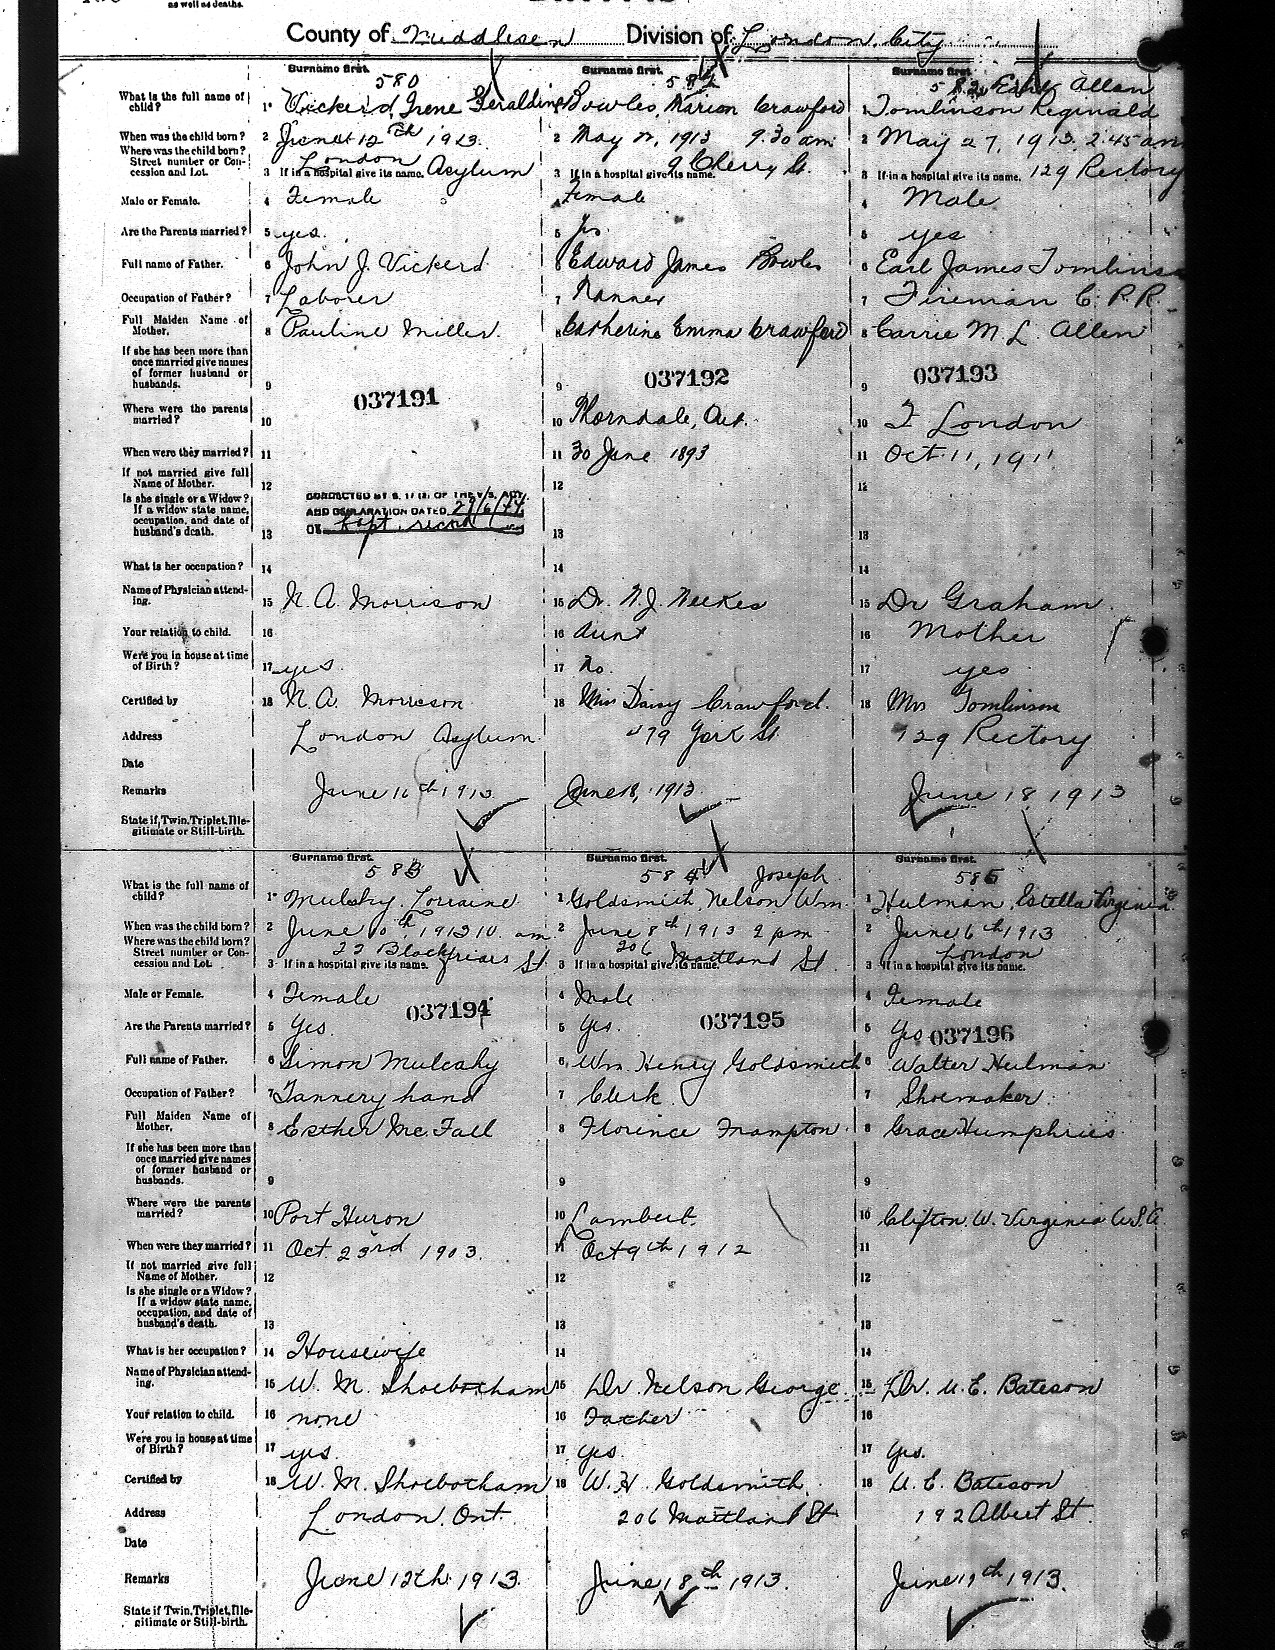 as well as deaths.
County of Middlesex Division of London City
Surname first. Surname first. Surname first.
580 581 582 Earl Allen
What is the full name of child? 1 Vickerd, Irene Geraldine 1 Bowles, Marion Crawford 1 Tomlinson Reginald
When was the child born? 2 June 12th 1913 2 May 1913 9.30 am 2 May 27, 1913, 2.45 am
Where was the child born? Street number or Concession and Lot. 3 If in a hospital give its name. London Asylum 3 If in a hospital give its name. 9 Cherry St. 3 If in a hospital give its name. 129 Rectory
Male or Female. 4 Female 4 Female 4 Male
Are the Parents married? 5 yes. 5 yes 5 yes
Full name of Father. 6 John J. Vickerd 6 Edward James Bowles 6 Earl James Tomlinson
Occupation of Father? 7 Laborer 7 Tanner 7 Fireman C. P. R.
Full Maiden Name of Mother. 8 Pauline Miller. 8 Catherine Emma Crawford 8 Carrie M. L. Allen
If she has been more than once married give names of former husband or husbands. 9 9 9
037191 037192 037193
Where were the parents married? 10 10 Thorndale, Ont. 10 London
When were they married? 11 11 30 June 1893 11 Oct. 11, 1911
If not married give full Name of Mother. 12 12 12
Is she single or a Widow? If a widow state name, occupation, and date of husband's death. 13 13 13
CORRECTED BY S. OF THE V.S. ACT,
AND DECLARATION DATED 29/6/44
OR bapt. record
What is her occupation? 14 14 14
Name of Physician attending. 15 N. A. Morrison 15 Dr. N. J. Neekes 15 Dr Graham.
Your relation to child. 16 16 Aunt 16 Mother
Were you in house at time of Birth? 17 yes. 17 No. 17 yes
Certified by 18 N. A. Morrison 18 Miss Daisy Crawford. 18 Mrs Tomlinson
Address London Asylum. 479 York St 129 Rectory
Date
Remarks June 16th 1913 June 18, 1913 June 18 1913
State if Twin, Triplet, Illegitimate or Still-birth.
Surname first. Surname first. Surname first.
583 584 Joseph 585
What is the full name of child? 1 Mulcahy, Lorraine 1 Goldsmith, Nelson Wm. 1 Hulman, Estella Virginia
When was the child born? 2 June 10th 1913 10. am 2 June 8th 1913 2 pm 2 June 6th 1913
Where was the child born? Street number or Concession and Lot. 3 If in a hospital give its name. 22 Blackfriars St 3 If in a hospital give its name. 206 Maitland St. 3 If in a hospital give its name. London
Male or Female. 4 Female 4 Male 4 Female
037194 037195 037196
Are the Parents married? 5 Yes. 5 Yes. 5 Yes
Full name of Father. 6 Simon Mulcahy 6 Wm. Henry Goldsmith 6 Walter Hulman
Occupation of Father? 7 Tannery hand 7 Clerk 7 Shoemaker.
Full Maiden Name of Mother. 8 Esther Mc.Fall 8 Florence Frampton. 8 Grace Humphries
If she has been more than once married give names of former husband or husbands. 9 9 9
Where were the parents married? 10 Port Huron 10 Lambeth. 10 Clifton, W. Virginia U.S.A
When were they married? 11 Oct. 23rd 1903. 11 Oct 9th 1912 11
If not married give full Name of Mother. 12 12 12
Is she single or a Widow? If a widow state name, occupation, and date of husband's death. 13 13 13
What is her occupation? 14 Housewife 14 14
Name of Physician attending. 15 W. M. Shoebotham 15 Dr. Nelson George. 15 Dr. U. E. Bateson
Your relation to child. 16 none 16 Father 16
Were you in house at time of Birth? 17 yes. 17 Yes. 17 Yes.
Certified by 18 W. M. Shoebotham 18 W. H. Goldsmith. 18 U. E. Bateson
Address London. Ont. 206 Maitland St 192 Albert St.
Date
Remarks June 12th 1913. June 18th 1913. June 19th 1913.
State if Twin, Triplet, Illegitimate or Still-birth.